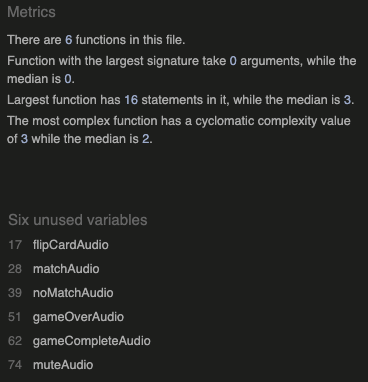 Metrics
There are 6 functions in this file.
Function with the largest signature take 0 arguments, while the
median is 0.
Largest function has 16 statements in it, while the median is 3.
The most complex function has a cyclomatic complexity value
of 3 while the median is 2.
Six unused variables
17 flipCardAudio
28 matchAudio
39 noMatchAudio
51 gameOverAudio
62 gameCompleteAudio
74 muteAudio